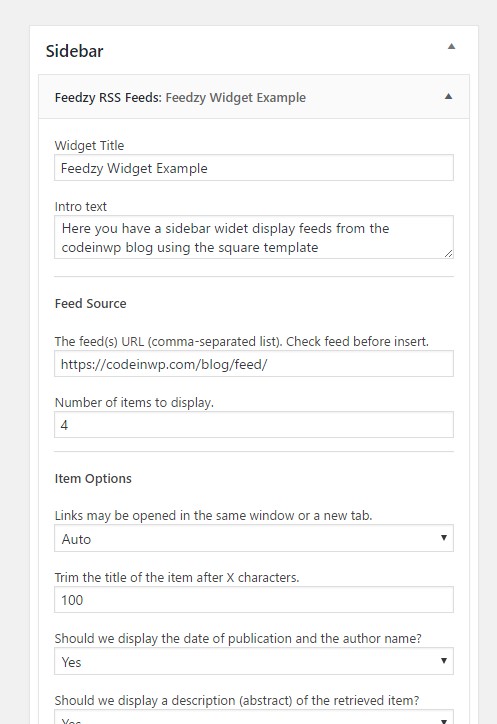 Sidebar
Feedzy RSS Feeds: Feedzy Widget Example
Widget Title
Feedzy Widget Example
Intro text
Here you have a sidebar widet display feeds from the
codeinwp blog using the square template
Feed Source
The feed(s) URL (comma-separated list). Check feed before insert.
https://codeinwp.com/blog/feed/
Number of items to display.
4
Item Options
Links may be opened in the same window or a new tab.
Auto
Trim the title of the item after X characters.
100
Should we display the date of publication and the author name?
Yes
Should we display a description (abstract) of the retrieved item?
Yes